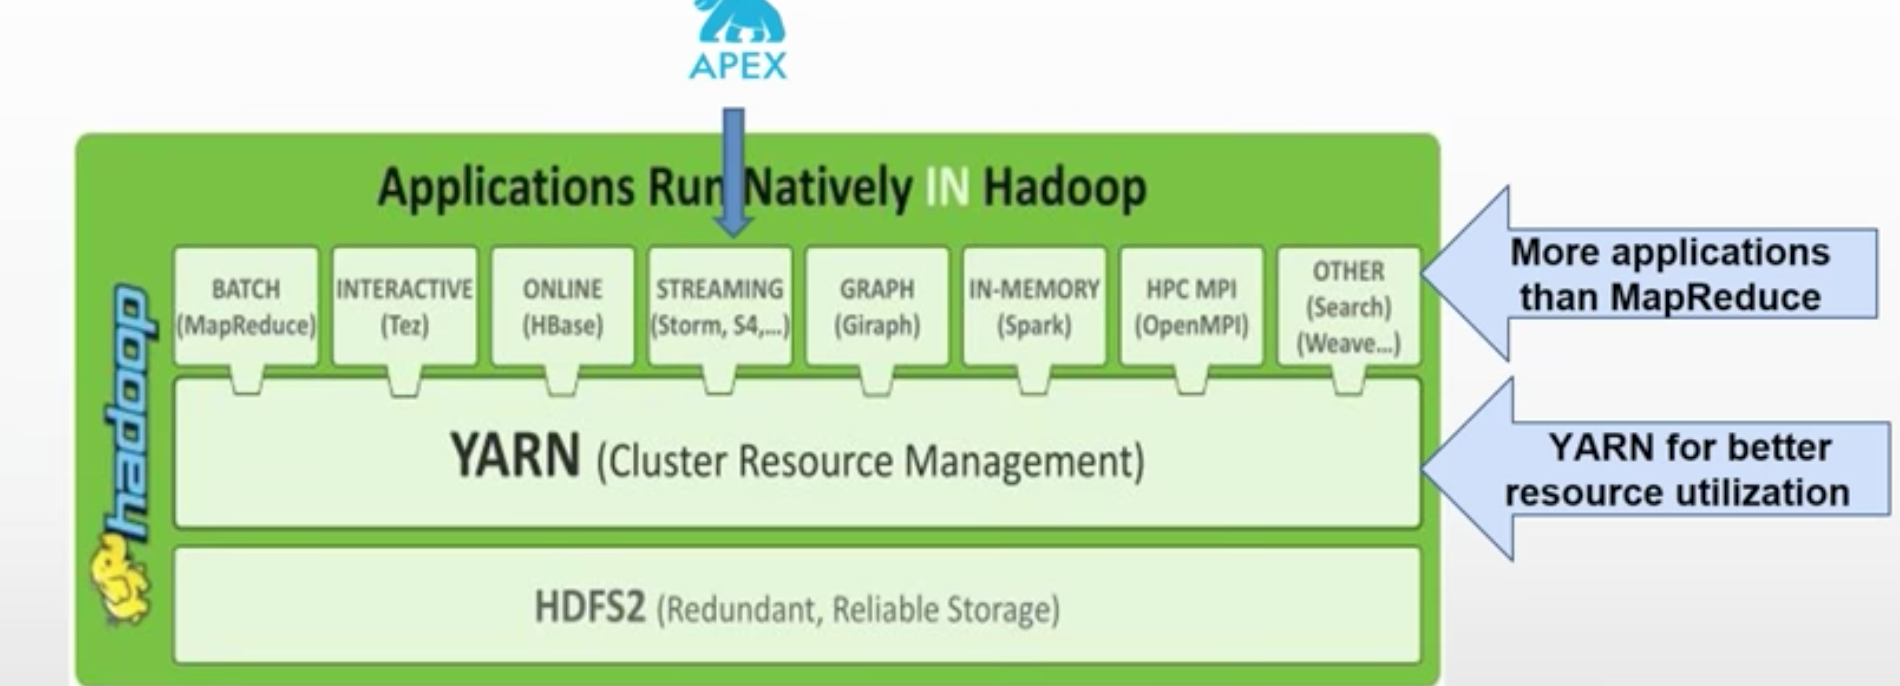 APEX
Applications Run Natively IN Hadoop
hadoop
BATCH
(MapReduce)
INTERACTIVE
(Tez)
ONLINE
(HBase)
STREAMING
(Storm, S4,...)
GRAPH
(Giraph)
IN-MEMORY
(Spark)
HPC MPI
(OpenMPI)
OTHER
(Search)
(Weave...)
More applications
than MapReduce
YARN (Cluster Resource Management)
YARN for better
resource utilization
HDFS2 (Redundant, Reliable Storage)